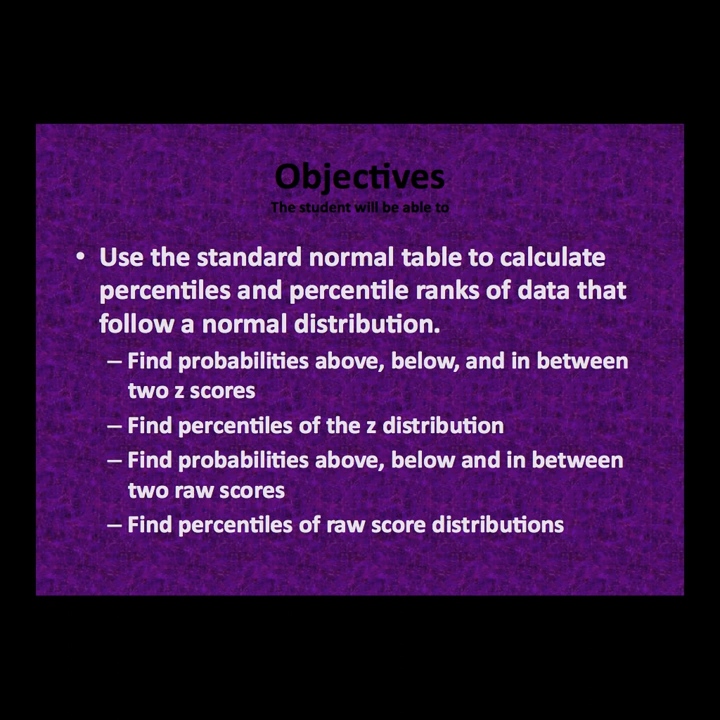 Objectives
The student will be able to
• Use the standard normal table to calculate
percentiles and percentile ranks of data that
follow a normal distribution.
– Find probabilities above, below, and in between
two z scores
– Find percentiles of the z distribution
– Find probabilities above, below and in between
two raw scores
– Find percentiles of raw score distributions